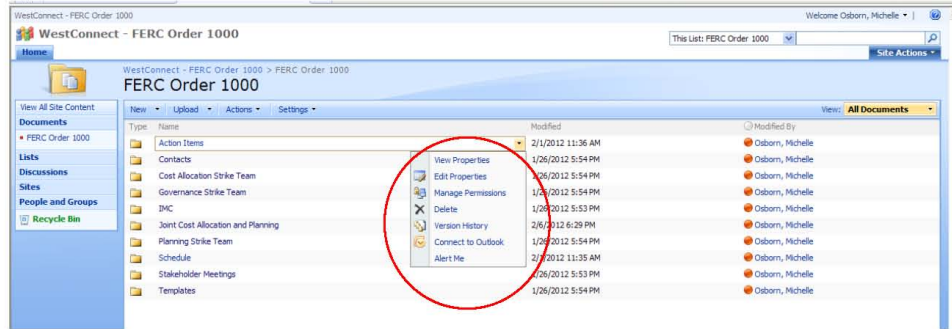 WestConnect - FERC Order 1000
Welcome Osborn, Michelle
WestConnect - FERC Order 1000
This List: FERC Order 1000
Home
Site Actions
WestConnect - FERC Order 1000 > FERC Order 1000
FERC Order 1000
View All Site Content
New Upload Actions Settings View: All Documents
Documents
Type Name Modified Modified By
FERC Order 1000
Action Items 2/1/2012 11:36 AM Osborn, Michelle
Lists
Contacts View Properties 1/26/2012 5:54 PM Osborn, Michelle
Discussions
Cost Allocation Strike Team Edit Properties 1/26/2012 5:54 PM Osborn, Michelle
Sites
Governance Strike Team Manage Permissions 1/26/2012 5:54 PM Osborn, Michelle
People and Groups
IMC Delete 1/26/2012 5:53 PM Osborn, Michelle
Recycle Bin
Joint Cost Allocation and Planning Version History 2/6/2012 6:29 PM Osborn, Michelle
Planning Strike Team Connect to Outlook 1/26/2012 5:54 PM Osborn, Michelle
Schedule Alert Me 2/1/2012 11:35 AM Osborn, Michelle
Stakeholder Meetings 1/26/2012 5:53 PM Osborn, Michelle
Templates 1/26/2012 5:54 PM Osborn, Michelle